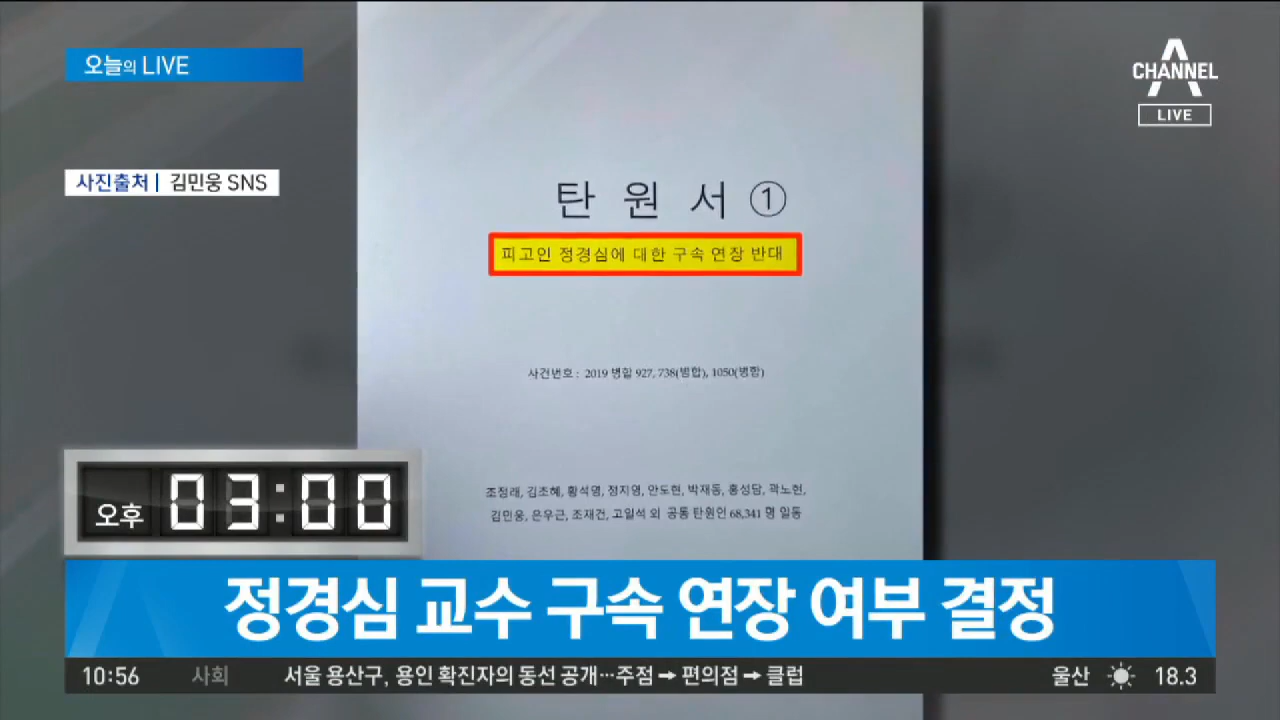 오늘의 LIVE
CHANNEL A
LIVE
사진출처 | 김민웅 SNS
탄 원 서 ①
피고인 정경심에 대한 구속 연장 반대
사건번호 : 2019 병합 927, 738(병합), 1050(병합)
조정래, 김조혜, 황석영, 정지영, 안도현, 박재동, 홍성담, 곽노현,
김민웅, 은우근, 조재건, 고일석 외 공통 탄원인 68,341 명 일동
오후 03:00
정경심 교수 구속 연장 여부 결정
10:56 사회 서울 용산구, 용인 확진자의 동선 공개…주점➞편의점➞클럽 울산 18.3